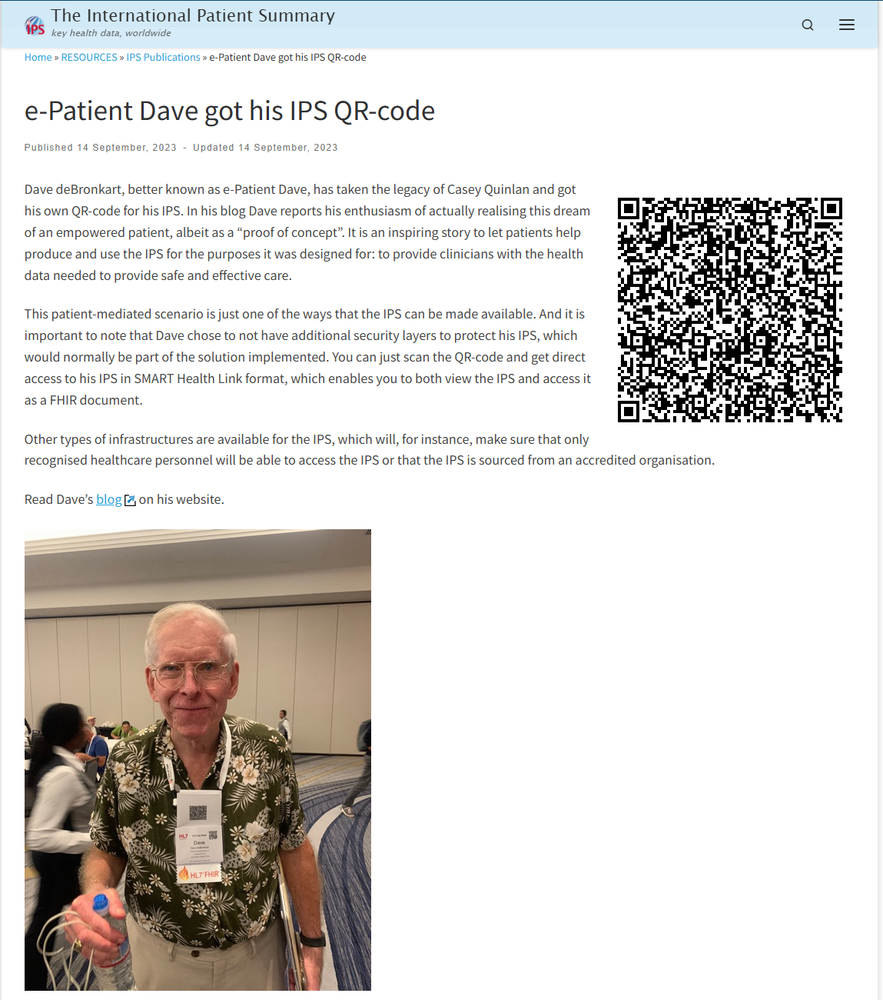 The International Patient Summary
IPS
key health data, worldwide
Home » RESOURCES » IPS Publications » e-Patient Dave got his IPS QR-code
e-Patient Dave got his IPS QR-code
Published 14 September, 2023 - Updated 14 September, 2023
Dave deBronkart, better known as e-Patient Dave, has taken the legacy of Casey Quinlan and got
his own QR-code for his IPS. In his blog Dave reports his enthusiasm of actually realising this dream
of an empowered patient, albeit as a “proof of concept”. It is an inspiring story to let patients help
produce and use the IPS for the purposes it was designed for: to provide clinicians with the health
data needed to provide safe and effective care.
This patient-mediated scenario is just one of the ways that the IPS can be made available. And it is
important to note that Dave chose to not have additional security layers to protect his IPS, which
would normally be part of the solution implemented. You can just scan the QR-code and get direct
access to his IPS in SMART Health Link format, which enables you to both view the IPS and access it
as a FHIR document.
Other types of infrastructures are available for the IPS, which will, for instance, make sure that only
recognised healthcare personnel will be able to access the IPS or that the IPS is sourced from an accredited organisation.
Read Dave’s blog on his website.
HL7
Dave
HL7 FHIR